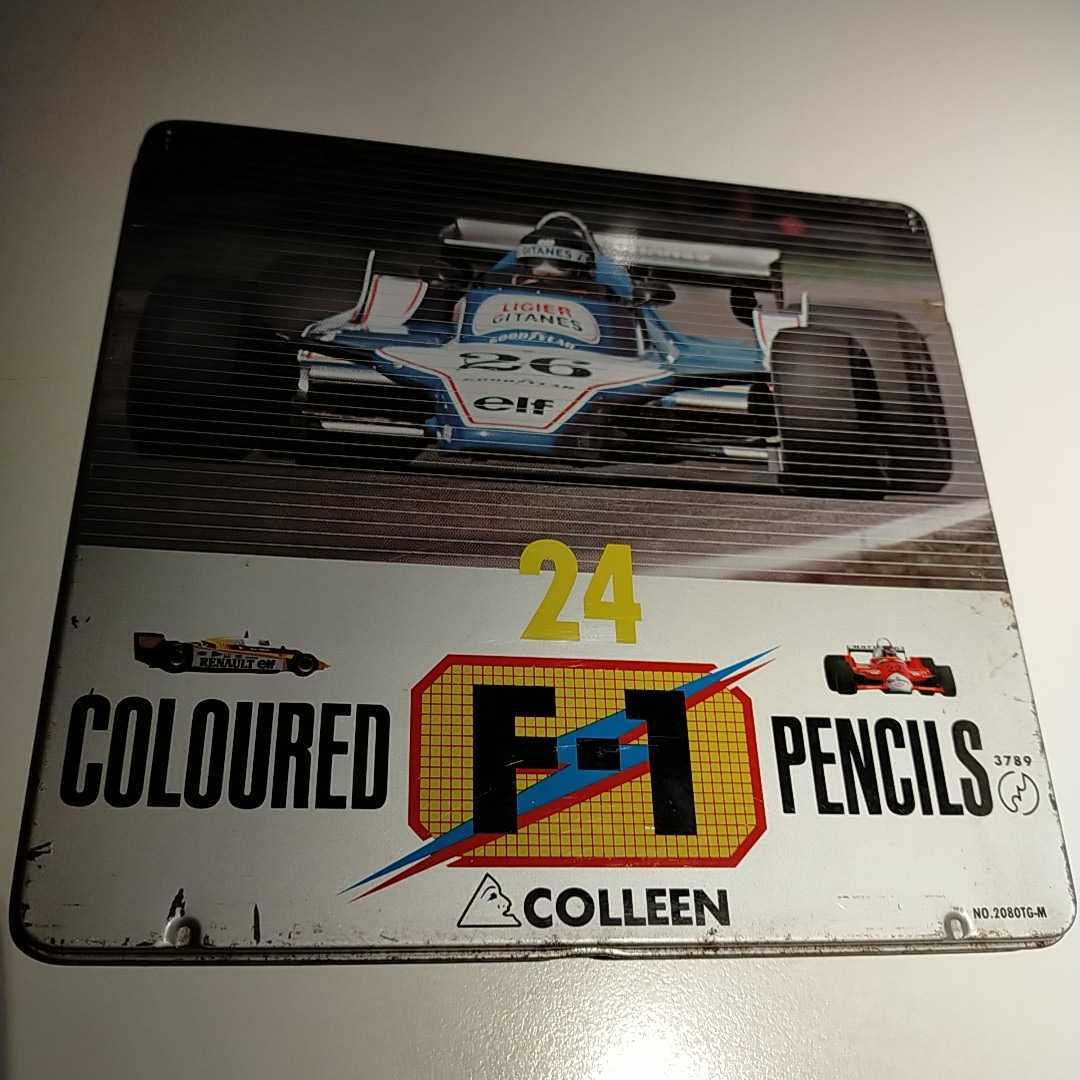 GITANES
LIGIER
GITANES
GOODYEAR
26
GOODYEAR
elf
24
RENAULT elf
COLOURED
F-1
PENCILS
3789
COLLEEN
NO.2080TG-M